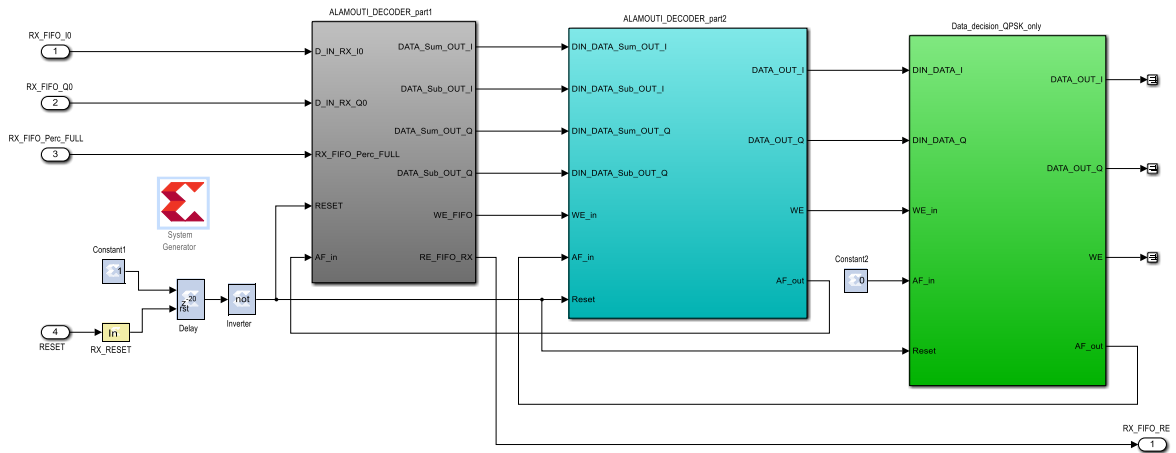 RX_FIFO_I0
1
RX_FIFO_Q0
2
RX_FIFO_Perc_FULL
3
System
Generator
Constant1
1
4
RESET
In
RX_RESET
z-20
rst
Delay
not
Inverter
ALAMOUTI_DECODER_part1
D_IN_RX_I0
D_IN_RX_Q0
RX_FIFO_Perc_FULL
RESET
AF_in
DATA_Sum_OUT_I
DATA_Sub_OUT_I
DATA_Sum_OUT_Q
DATA_Sub_OUT_Q
WE_FIFO
RE_FIFO_RX
ALAMOUTI_DECODER_part2
DIN_DATA_Sum_OUT_I
DIN_DATA_Sub_OUT_I
DIN_DATA_Sum_OUT_Q
DIN_DATA_Sub_OUT_Q
WE_in
AF_in
Reset
DATA_OUT_I
DATA_OUT_Q
WE
AF_out
Constant2
0
Data_decision_QPSK_only
DIN_DATA_I
DIN_DATA_Q
WE_in
AF_in
Reset
DATA_OUT_I
DATA_OUT_Q
WE
AF_out
RX_FIFO_RE
1